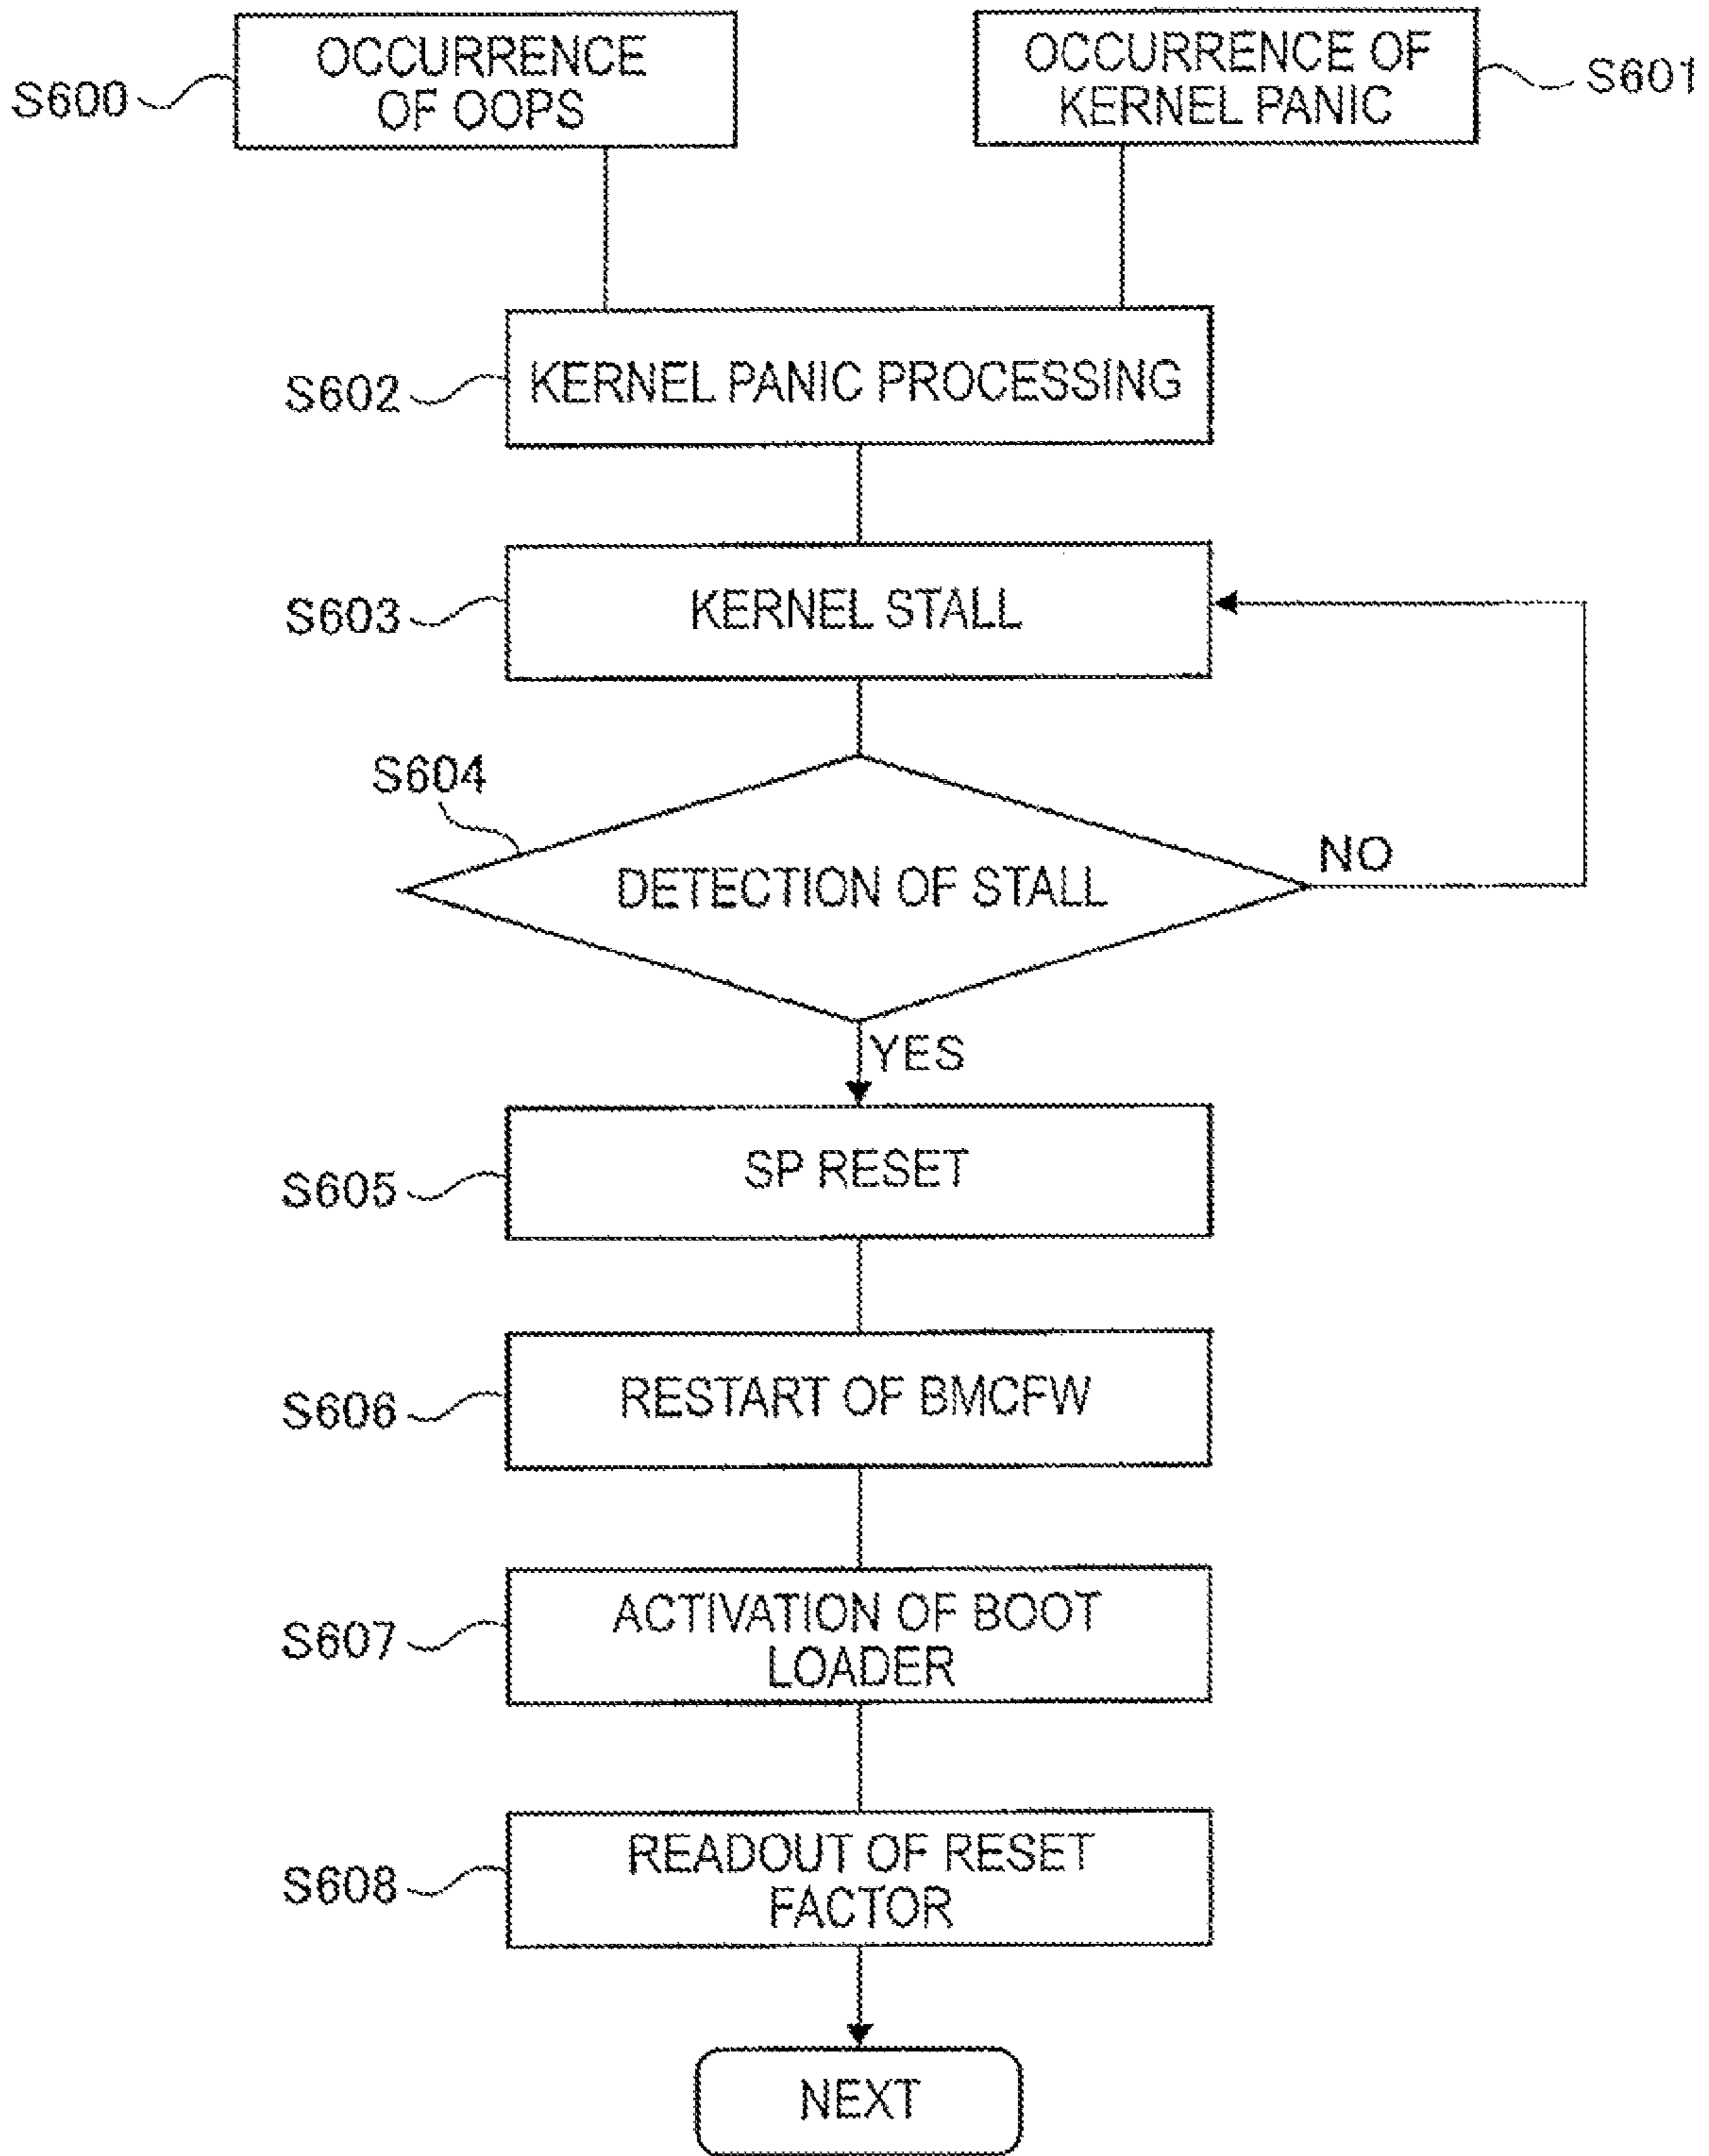 OCCURRENCE
OF OOPS
S600
OCCURRENCE OF
KERNEL PANIC
S601
S602
KERNEL PANIC PROCESSING
S603
KERNEL STALL
S604
DETECTION OF STALL
NO
YES
S605
SP RESET
S606
RESTART OF BMCFW
S607
ACTIVATION OF BOOT
LOADER
S608
READOUT OF RESET
FACTOR
NEXT